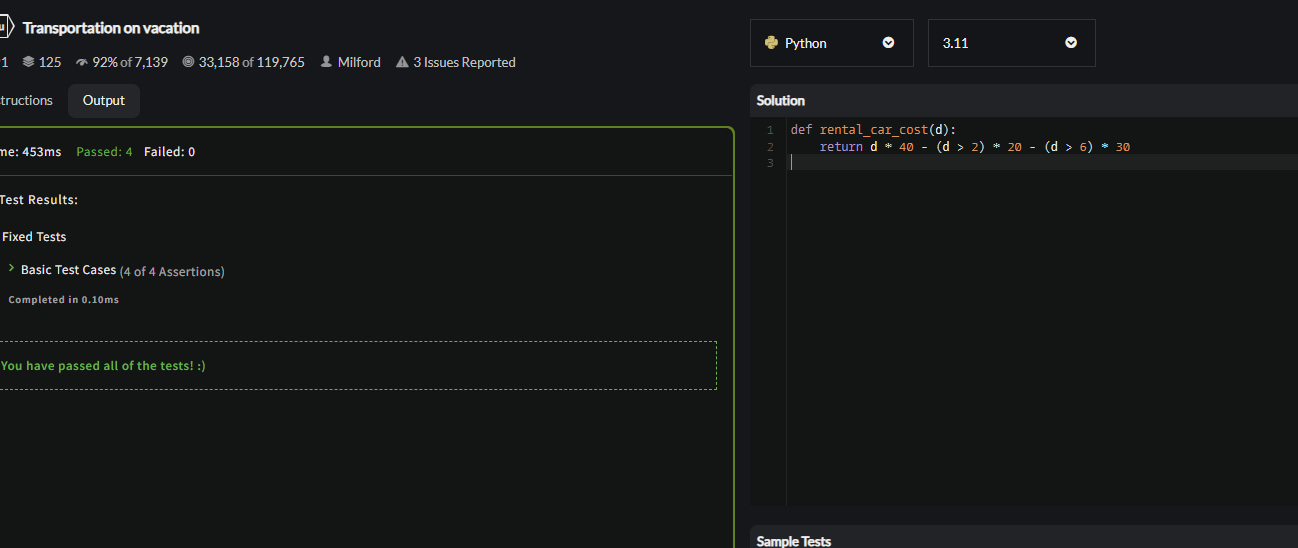 Transportation on vacation
1 125 92% of 7,139 33,158 of 119,765 Milford 3 Issues Reported
tructions Output
me: 453ms Passed: 4 Failed: 0
Test Results:
Fixed Tests
Basic Test Cases (4 of 4 Assertions)
Completed in 0.10ms
You have passed all of the tests! :)
Python 3.11
Solution
1 def rental_car_cost(d):
2 return d * 40 - (d > 2) * 20 - (d > 6) * 30
3
Sample Tests